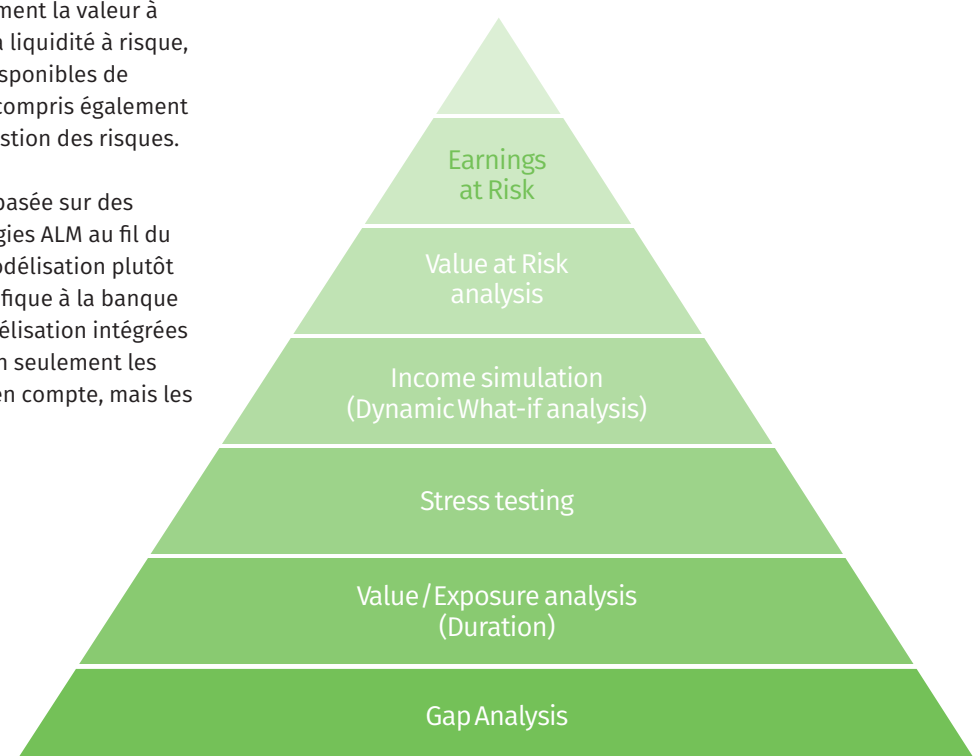 ment la valeur à
liquidité à risque,
sponibles de
compris également
stion des risques.
basée sur des
gies ALM au fil du
odélisation plutôt
fique à la banque
élisation intégrées
n seulement les
en compte, mais les
Earnings
at Risk
Value at Risk
analysis
Income simulation
(Dynamic What-if analysis)
Stress testing
Value / Exposure analysis
(Duration)
Gap Analysis